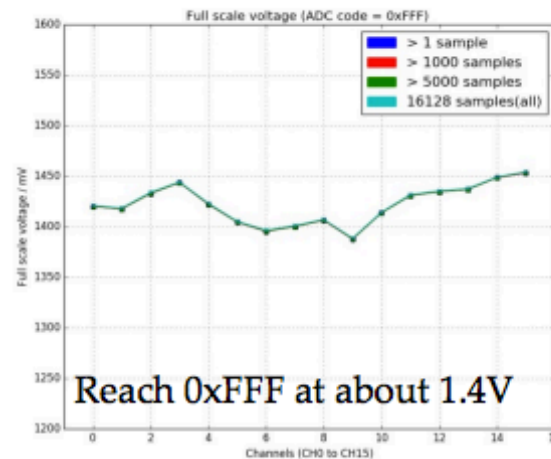 Full scale voltage (ADC code = 0xFFF)
> 1 sample
> 1000 samples
> 5000 samples
16128 samples(all)
Full scale voltage / mV
1600
1550
1500
1450
1400
1350
1300
1250
1200
Reach 0xFFF at about 1.4V
0 2 4 6 8 10 12 14
Channels (CH0 to CH15)